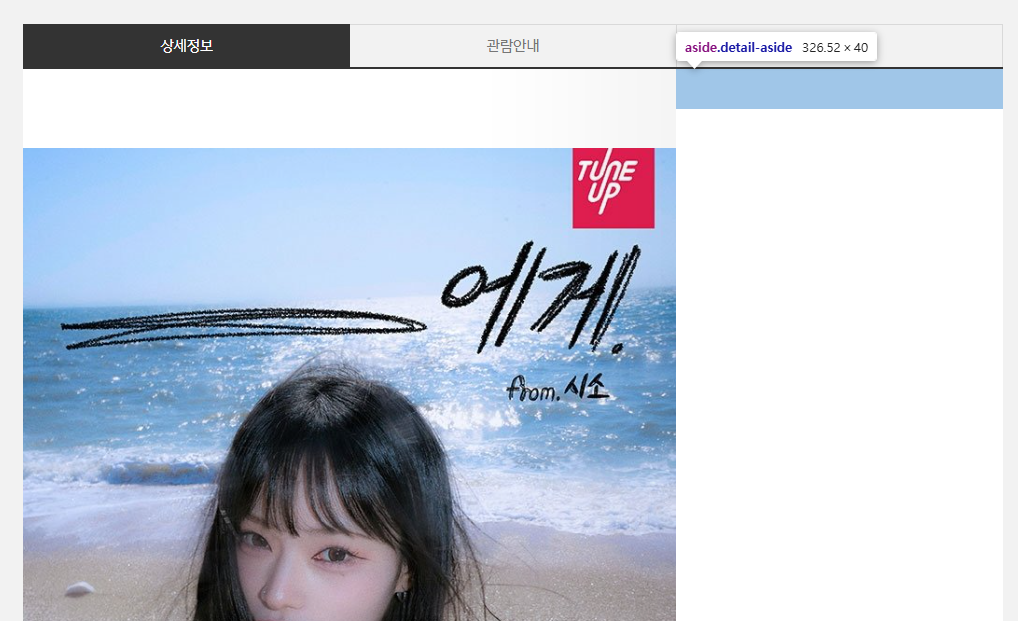 상세정보
관람안내
aside.detail-aside 326.52 × 40
TUNE
UP
에게.
from. 시소